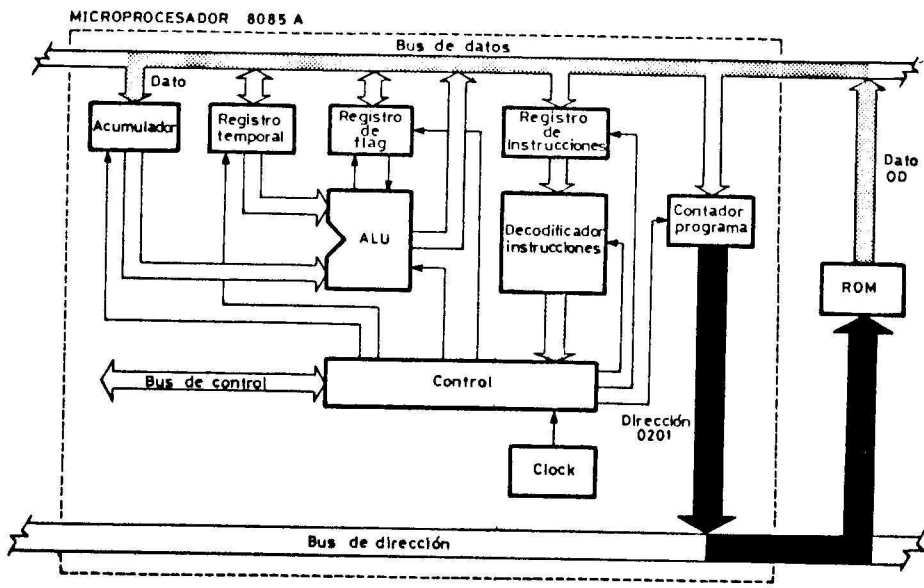 MICROPROCESADOR 8085 A
Bus de datos
Dato
Acumulador
Registro
temporal
Registro
de
flag
Registro
de
instrucciones
Dato
OD
ALU
Decodificador
instrucciones
Contador
programa
ROM
Bus de control
Control
Dirección
0201
Clock
Bus de dirección